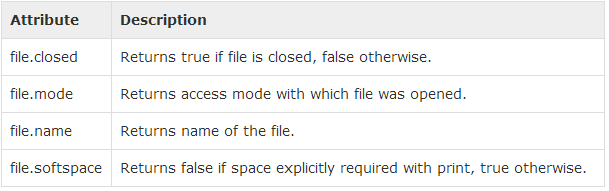 Attribute Description
file.closed Returns true if file is closed, false otherwise.
file.mode Returns access mode with which file was opened.
file.name Returns name of the file.
file.softspace Returns false if space explicitly required with print, true otherwise.